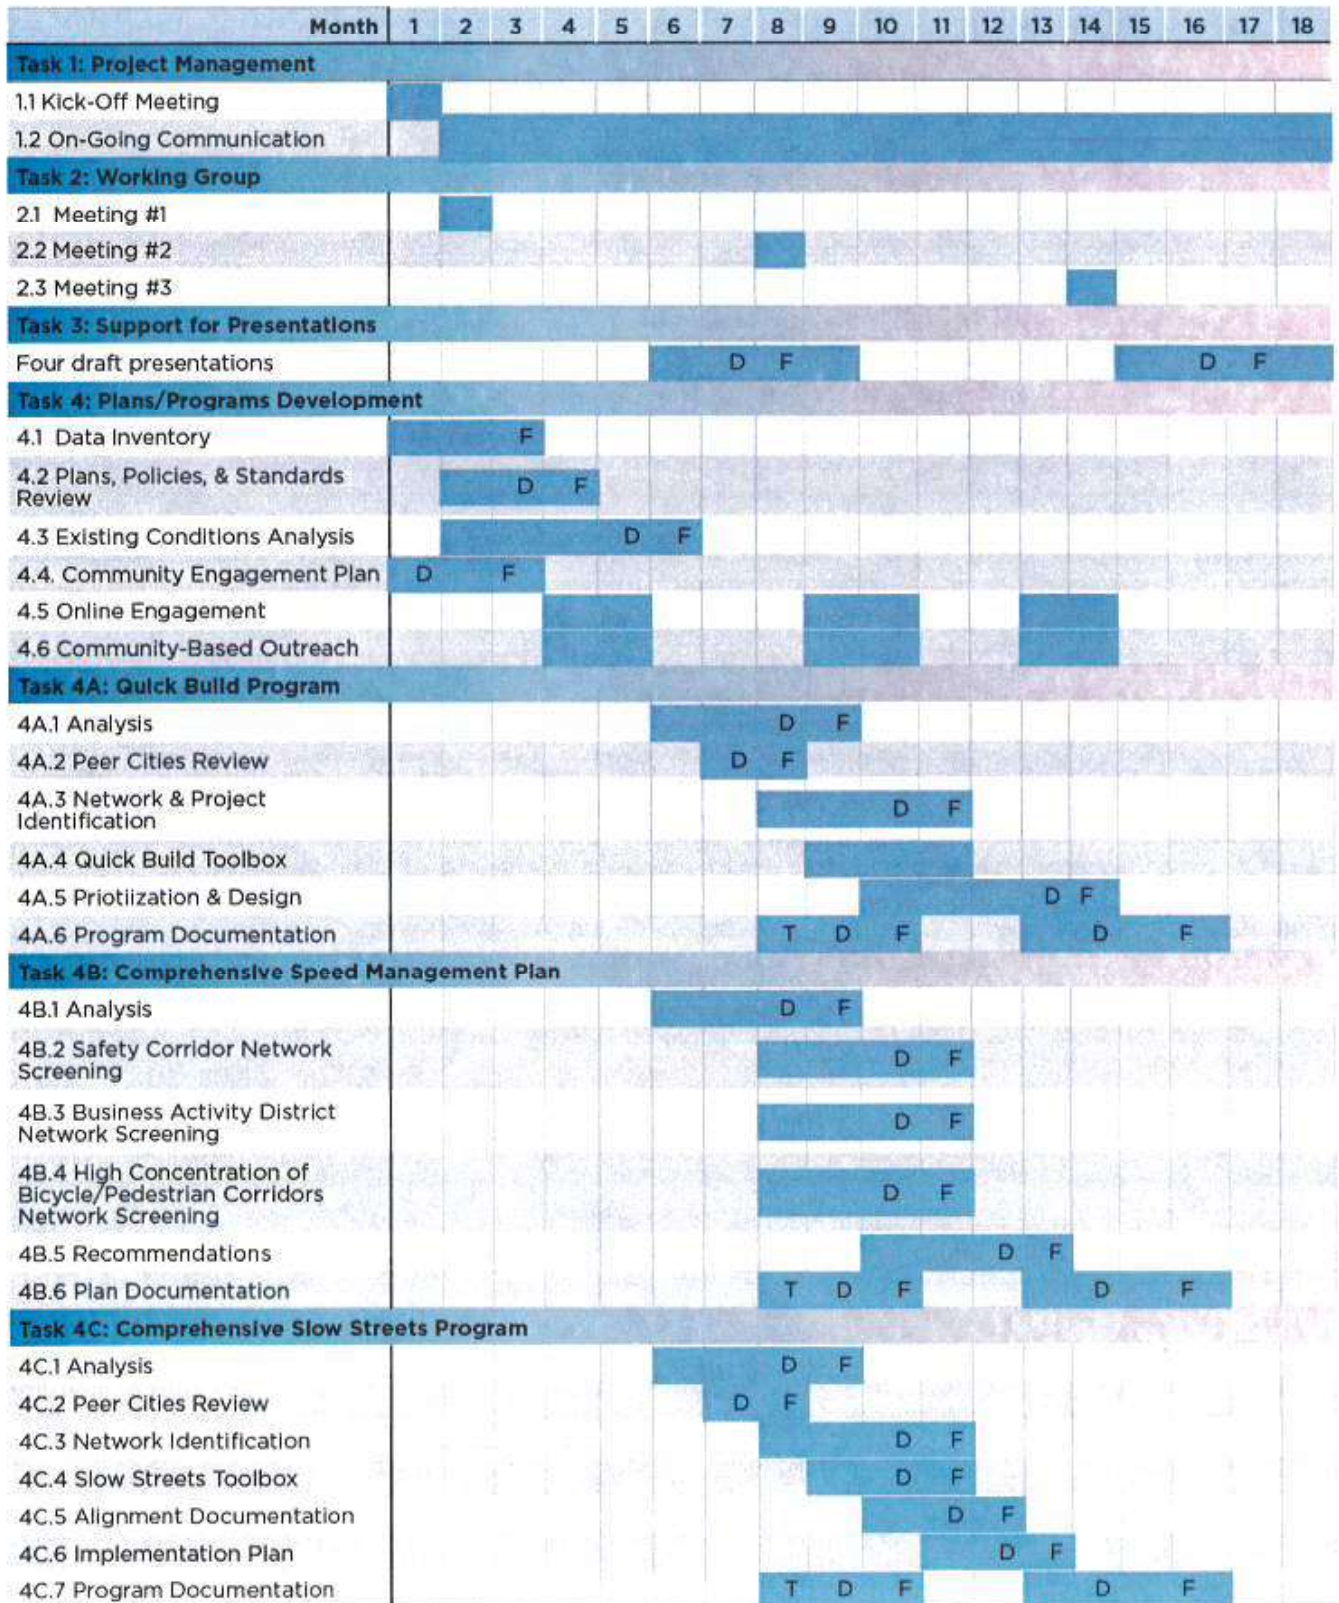 Month 1 2 3 4 5 6 7 8 9 10 11 12 13 14 15 16 17 18
Task 1: Project Management
1.1 Kick-Off Meeting
1.2 On-Going Communication
Task 2: Working Group
2.1 Meeting #1
2.2 Meeting #2
2.3 Meeting #3
Task 3: Support for Presentations
Four draft presentations D F D F
Task 4: Plans/Programs Development
4.1 Data Inventory F
4.2 Plans, Policies, & Standards
Review D F
4.3 Existing Conditions Analysis D F
4.4. Community Engagement Plan D F
4.5 Online Engagement
4.6 Community-Based Outreach
Task 4A: Quick Build Program
4A.1 Analysis D F
4A.2 Peer Cities Review D F
4A.3 Network & Project
Identification D F
4A.4 Quick Build Toolbox
4A.5 Priotiization & Design D F
4A.6 Program Documentation T D F D F
Task 4B: Comprehensive Speed Management Plan
4B.1 Analysis D F
4B.2 Safety Corridor Network
Screening D F
4B.3 Business Activity District
Network Screening D F
4B.4 High Concentration of
Bicycle/Pedestrian Corridors D F
Network Screening
4B.5 Recommendations D F
4B.6 Plan Documentation T D F D F
Task 4C: Comprehensive Slow Streets Program
4C.1 Analysis D F
4C.2 Peer Cities Review D F
4C.3 Network Identification D F
4C.4 Slow Streets Toolbox D F
4C.5 Alignment Documentation D F
4C.6 Implementation Plan D F
4C.7 Program Documentation T D F D F